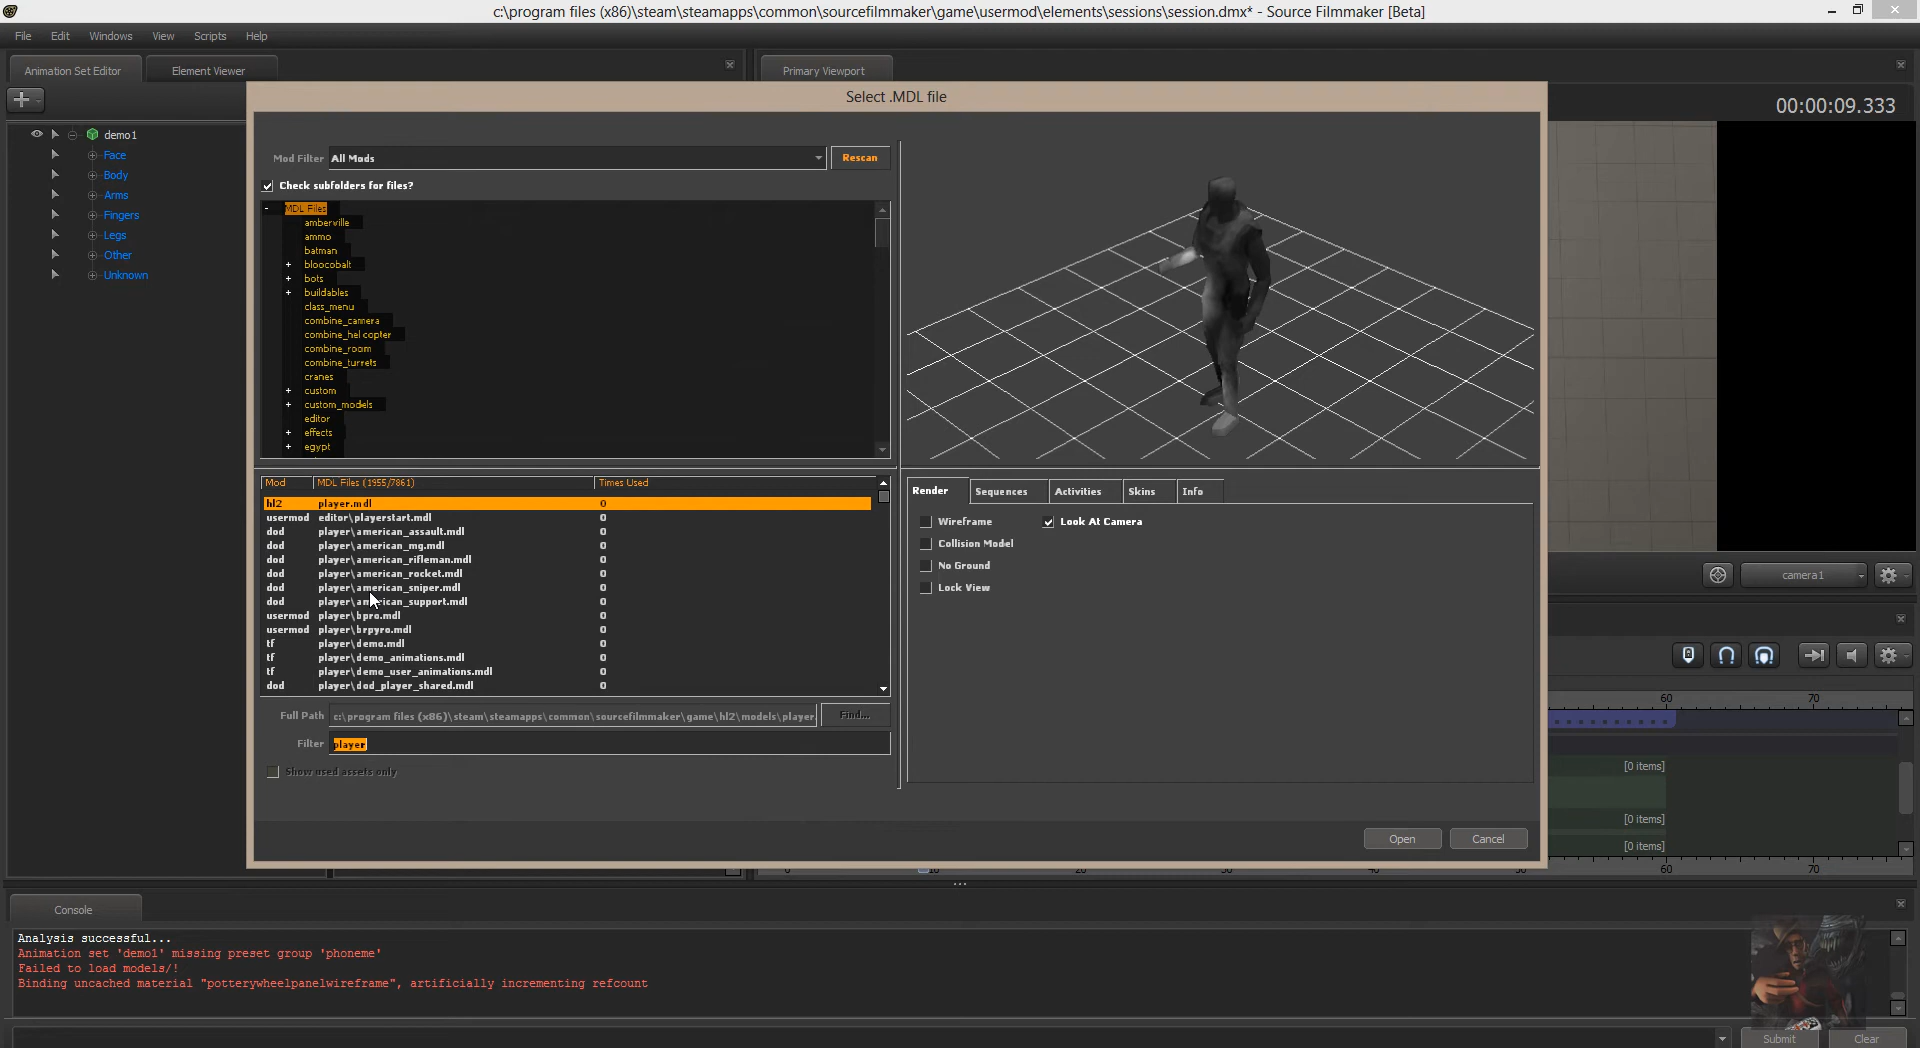 c:\program files (x86)\steam\steamapps\common\sourcefilmmaker\game\usermod\elements\sessions\session.dmx* - Source Filmmaker [Beta]
File Edit Windows View Scripts Help
Animation Set Editor Element Viewer Primary Viewport
Select .MDL file
00:00:09.333
demo1
Face
Body
Arms
Fingers
Legs
Other
Unknown
Mod Filter All Mods Rescan
Check subfolders for files?
MDL Files
amberville
ammo
batman
bloocobalt
bots
buildables
class_menu
combine_camera
combine_helicopter
combine_room
combine_turrets
cranes
custom
custom_models
editor
effects
egypt
Mod MDL Files (1955/7861) Times Used
hl2 player.mdl 0
usermod editor\playerstart.mdl 0
dod player\american_assault.mdl 0
dod player\american_mg.mdl 0
dod player\american_rifleman.mdl 0
dod player\american_rocket.mdl 0
dod player\american_sniper.mdl 0
dod player\american_support.mdl 0
usermod player\bpro.mdl 0
usermod player\brpyro.mdl 0
tf player\demo.mdl 0
tf player\demo_animations.mdl 0
tf player\demo_user_animations.mdl 0
dod player\dod_player_shared.mdl 0
Full Path c:\program files (x86)\steam\steamapps\common\sourcefilmmaker\game\hl2\models\player. Find...
Filter player
Show used assets only
Render Sequences Activities Skins Info
Wireframe Look At Camera
Collision Model
No Ground
Lock View
Open Cancel
camera1
60 70
[0 items]
[0 items]
[0 items]
0 10 20 30 40 50 60 70
Console
Analysis successful...
Animation set 'demo1' missing preset group 'phoneme'
Failed to load models/!
Binding uncached material "potterywheelpanelwireframe", artificially incrementing refcount
Submit Clear